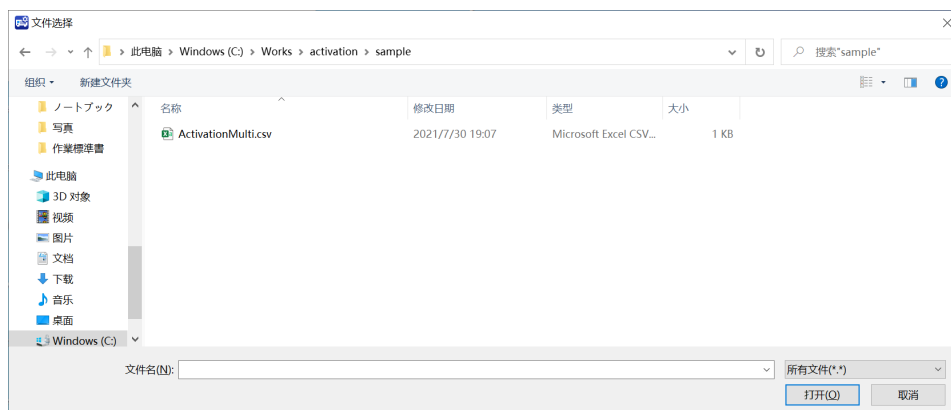 文件选择
此电脑 › Windows (C:) › Works › activation › sample
搜索"sample"
组织
新建文件夹
名称 修改日期 类型 大小
ActivationMulti.csv 2021/7/30 19:07 Microsoft Excel CSV... 1 KB
ノートブック
写真
作業標準書
此电脑
3D 对象
视频
图片
文档
下载
音乐
桌面
Windows (C:)
文件名(N):
所有文件(*.*)
打开(O) 取消